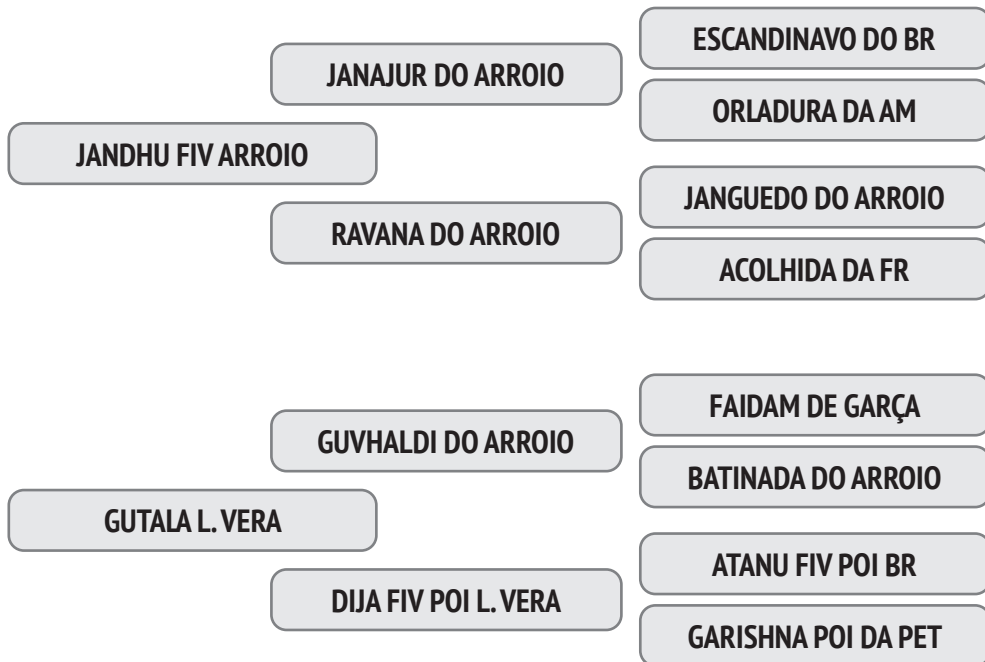 ESCANDINAVO DO BR
JANAJUR DO ARROIO
ORLADURA DA AM
JANDHU FIV ARROIO
JANGUEDO DO ARROIO
RAVANA DO ARROIO
ACOLHIDA DA FR
FAIDAM DE GARÇA
GUVHALDI DO ARROIO
BATINADA DO ARROIO
GUTALA L. VERA
ATANU FIV POI BR
DIJA FIV POI L. VERA
GARISHNA POI DA PET